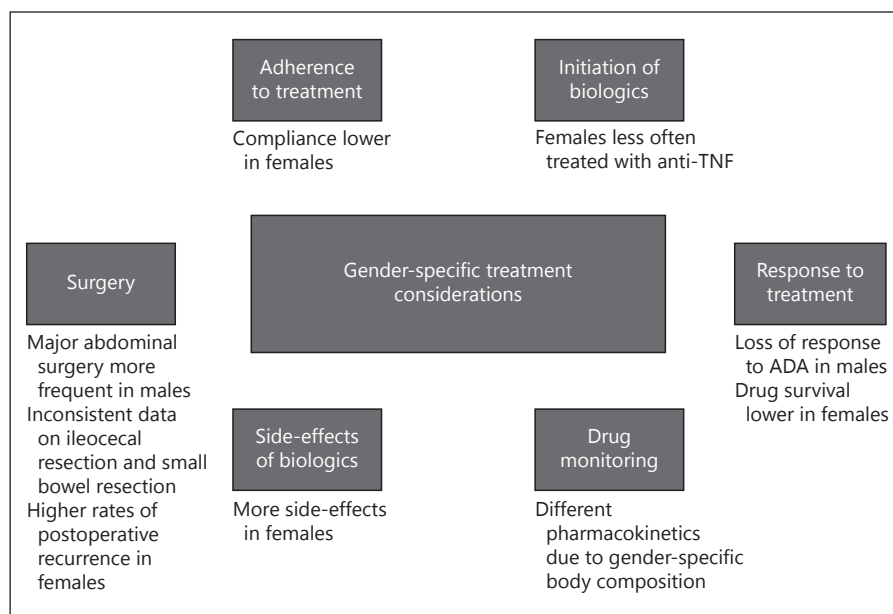 Adherence
to treatment
Compliance lower
in females
Initiation of
biologics
Females less often
treated with anti-TNF
Surgery
Major abdominal
surgery more
frequent in males
Inconsistent data
on ileocecal
resection and small
bowel resection
Higher rates of
postoperative
recurrence in
females
Gender-specific treatment
considerations
Response to
treatment
Loss of response
to ADA in males
Drug survival
lower in females
Side-effects
of biologics
More side-effects
in females
Drug
monitoring
Different
pharmacokinetics
due to gender-specific
body composition